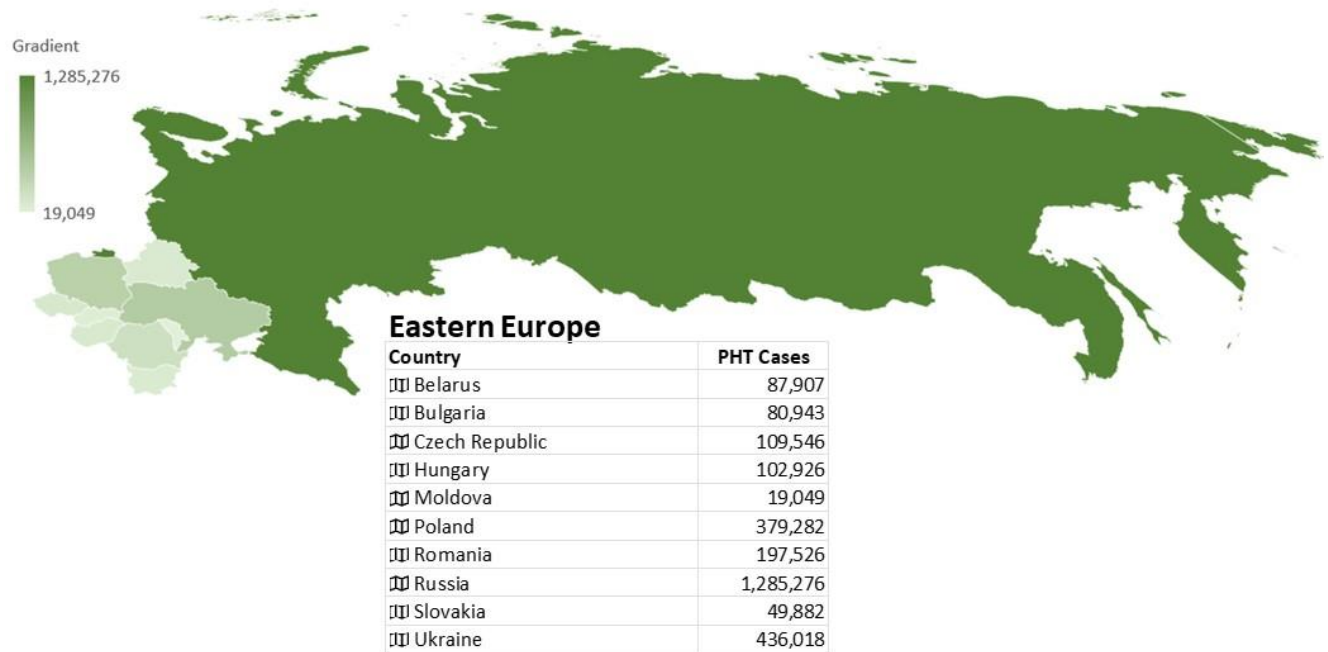 Gradient
1,285,276
19,049
Eastern Europe
Country PHT Cases
Belarus 87,907
Bulgaria 80,943
Czech Republic 109,546
Hungary 102,926
Moldova 19,049
Poland 379,282
Romania 197,526
Russia 1,285,276
Slovakia 49,882
Ukraine 436,018